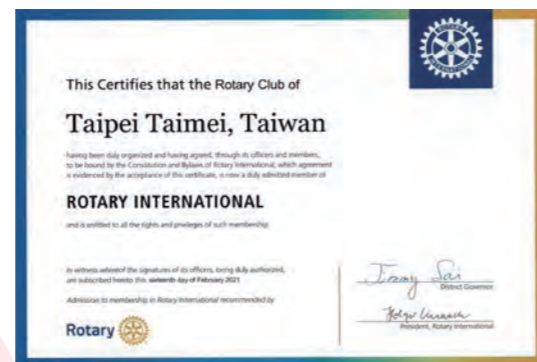 This Certifies that the Rotary Club of
Taipei Taimei, Taiwan
having been duly organized and having agreed, through its officers and members,
to be bound by the Constitution and Bylaws of Rotary International, which agreement
is evidenced by the acceptance of this certificate, is now a duly admitted member of
ROTARY INTERNATIONAL
and is entitled to all the rights and privileges of such membership.
In witness whereof the signatures of its officers, being duly authorized,
are subscribed hereto this sixteenth day of February 2021
Admission to membership in Rotary International recommended by
Rotary
ROTARY
INTERNATIONAL
District Governor
President, Rotary International